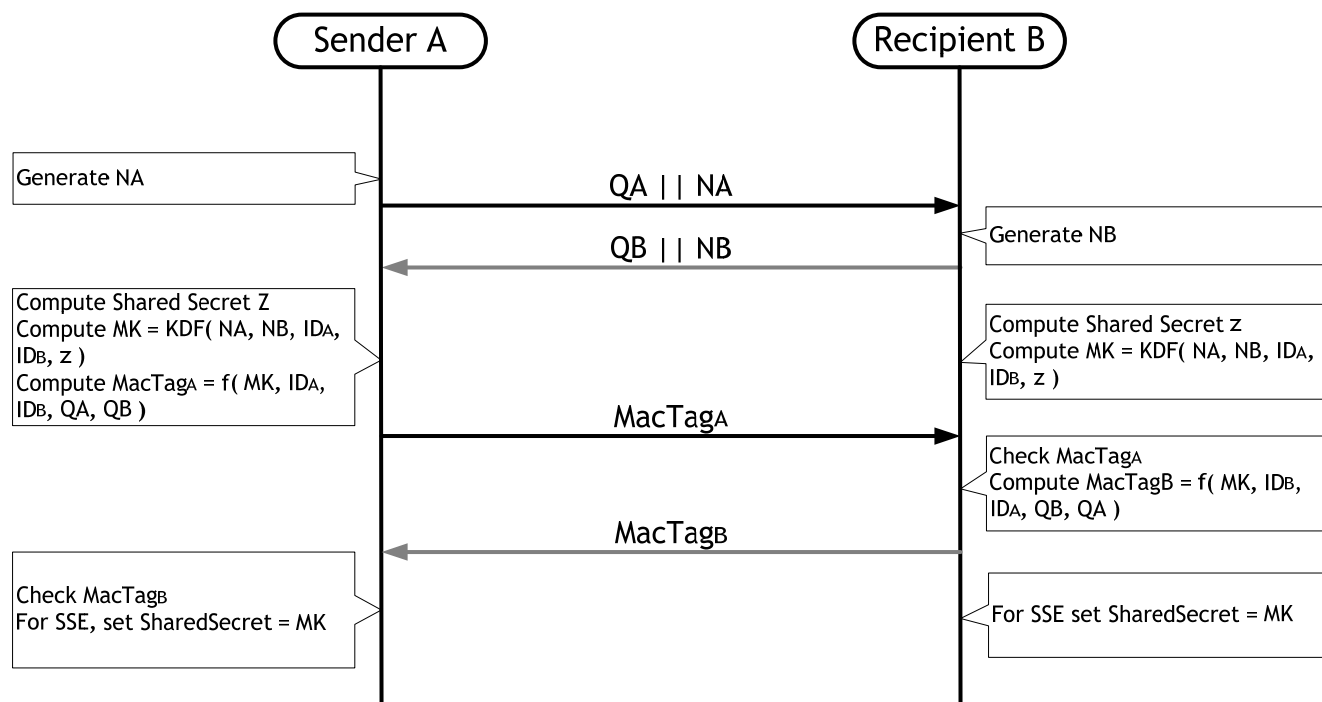 Sender A
Recipient B
Generate NA
QA || NA
Generate NB
QB || NB
Compute Shared Secret Z
Compute MK = KDF( NA, NB, IDA,
IDB, z )
Compute MacTagA = f( MK, IDA,
IDB, QA, QB )
Compute Shared Secret z
Compute MK = KDF( NA, NB, IDA,
IDB, z )
MacTagA
Check MacTagA
Compute MacTagB = f( MK, IDB,
IDA, QB, QA )
MacTagB
Check MacTagB
For SSE, set SharedSecret = MK
For SSE set SharedSecret = MK